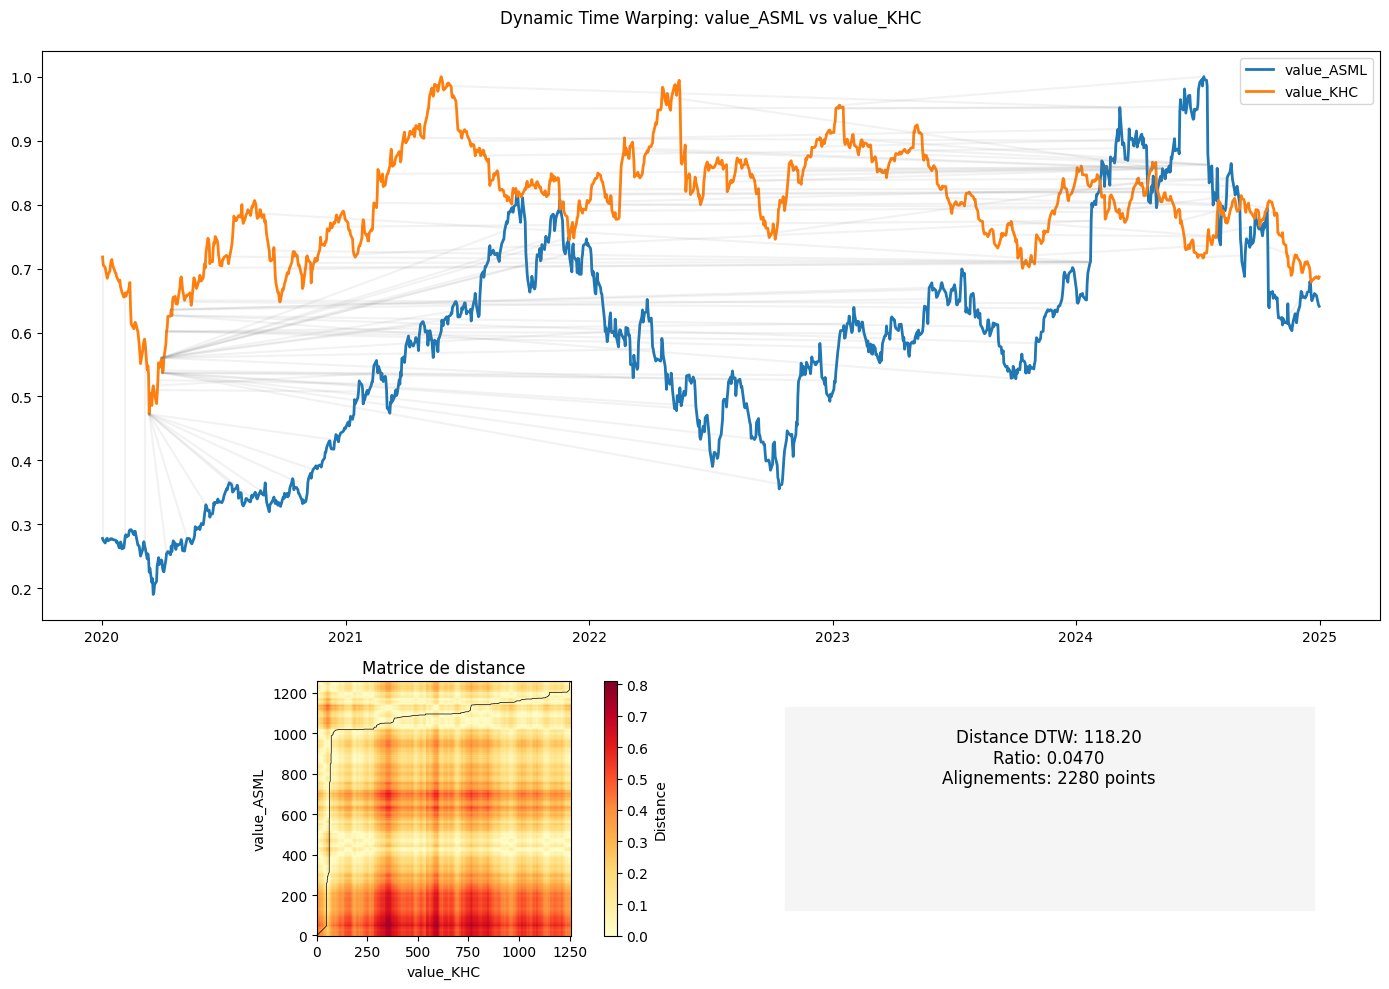 Dynamic Time Warping: value_ASML vs value_KHC
value_ASML
value_KHC
1.0
0.9
0.8
0.7
0.6
0.5
0.4
0.3
0.2
2020 2021 2022 2023 2024 2025
Matrice de distance
value_ASML
1200
1000
800
600
400
200
0
0 250 500 750 1000 1250
value_KHC
0.8
0.7
0.6
0.5
0.4
0.3
0.2
0.1
0.0
Distance
Distance DTW: 118.20
Ratio: 0.0470
Alignements: 2280 points